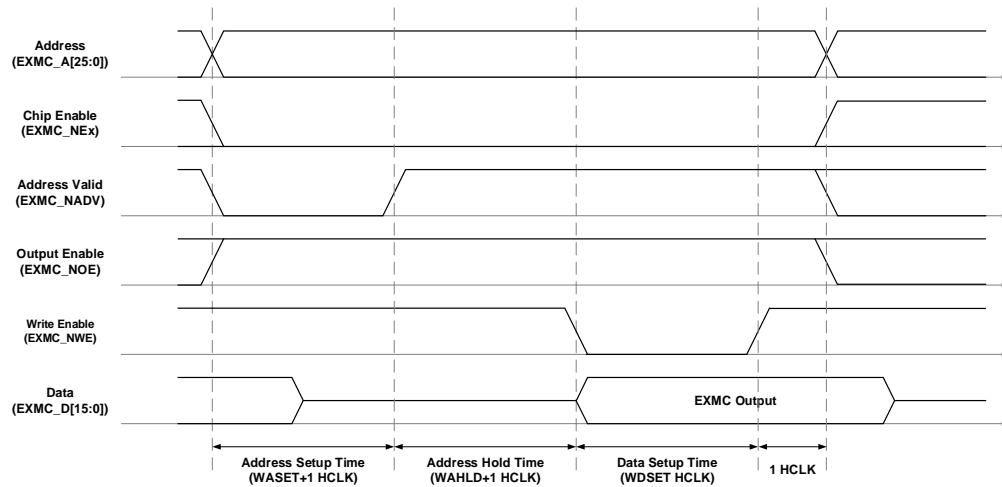 Address
(EXMC_A[25:0])
Chip Enable
(EXMC_NEx)
Address Valid
(EXMC_NADV)
Output Enable
(EXMC_NOE)
Write Enable
(EXMC_NWE)
Data
(EXMC_D[15:0])
EXMC Output
Address Setup Time
(WASET+1 HCLK)
Address Hold Time
(WAHLD+1 HCLK)
Data Setup Time
(WDSET HCLK)
1 HCLK